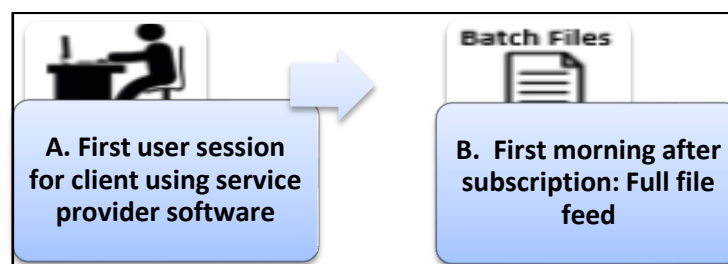 Batch Files
A. First user session
for client using service
provider software
B. First morning after
subscription: Full file
feed